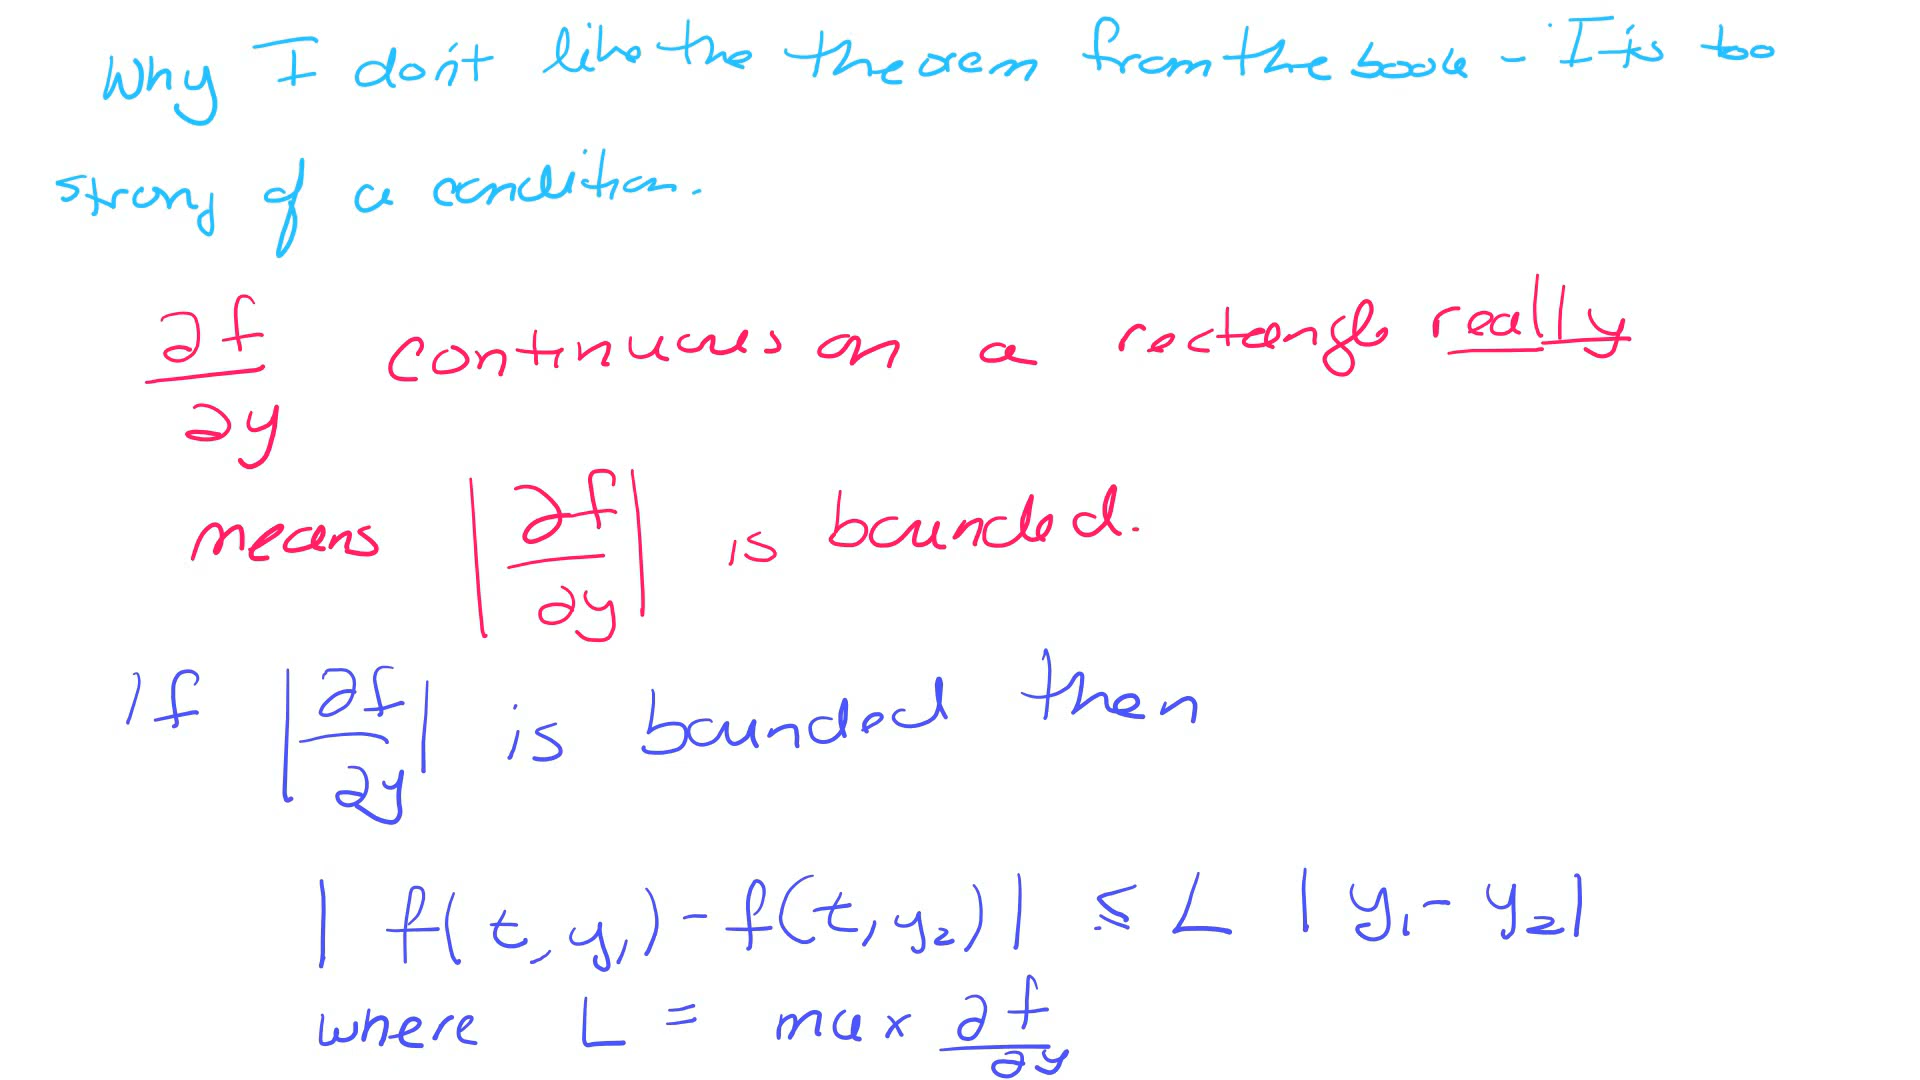 Why I don't like the theorem from the book - It's too
strong of a condition.
∂f/∂y continuous on a rectangle really
means |∂f/∂y| is bounded.
If |∂f/∂y| is bounded then
| f(t, y₁) - f(t, y₂)| ≤ L | y₁ - y₂|
where L = max ∂f/∂y